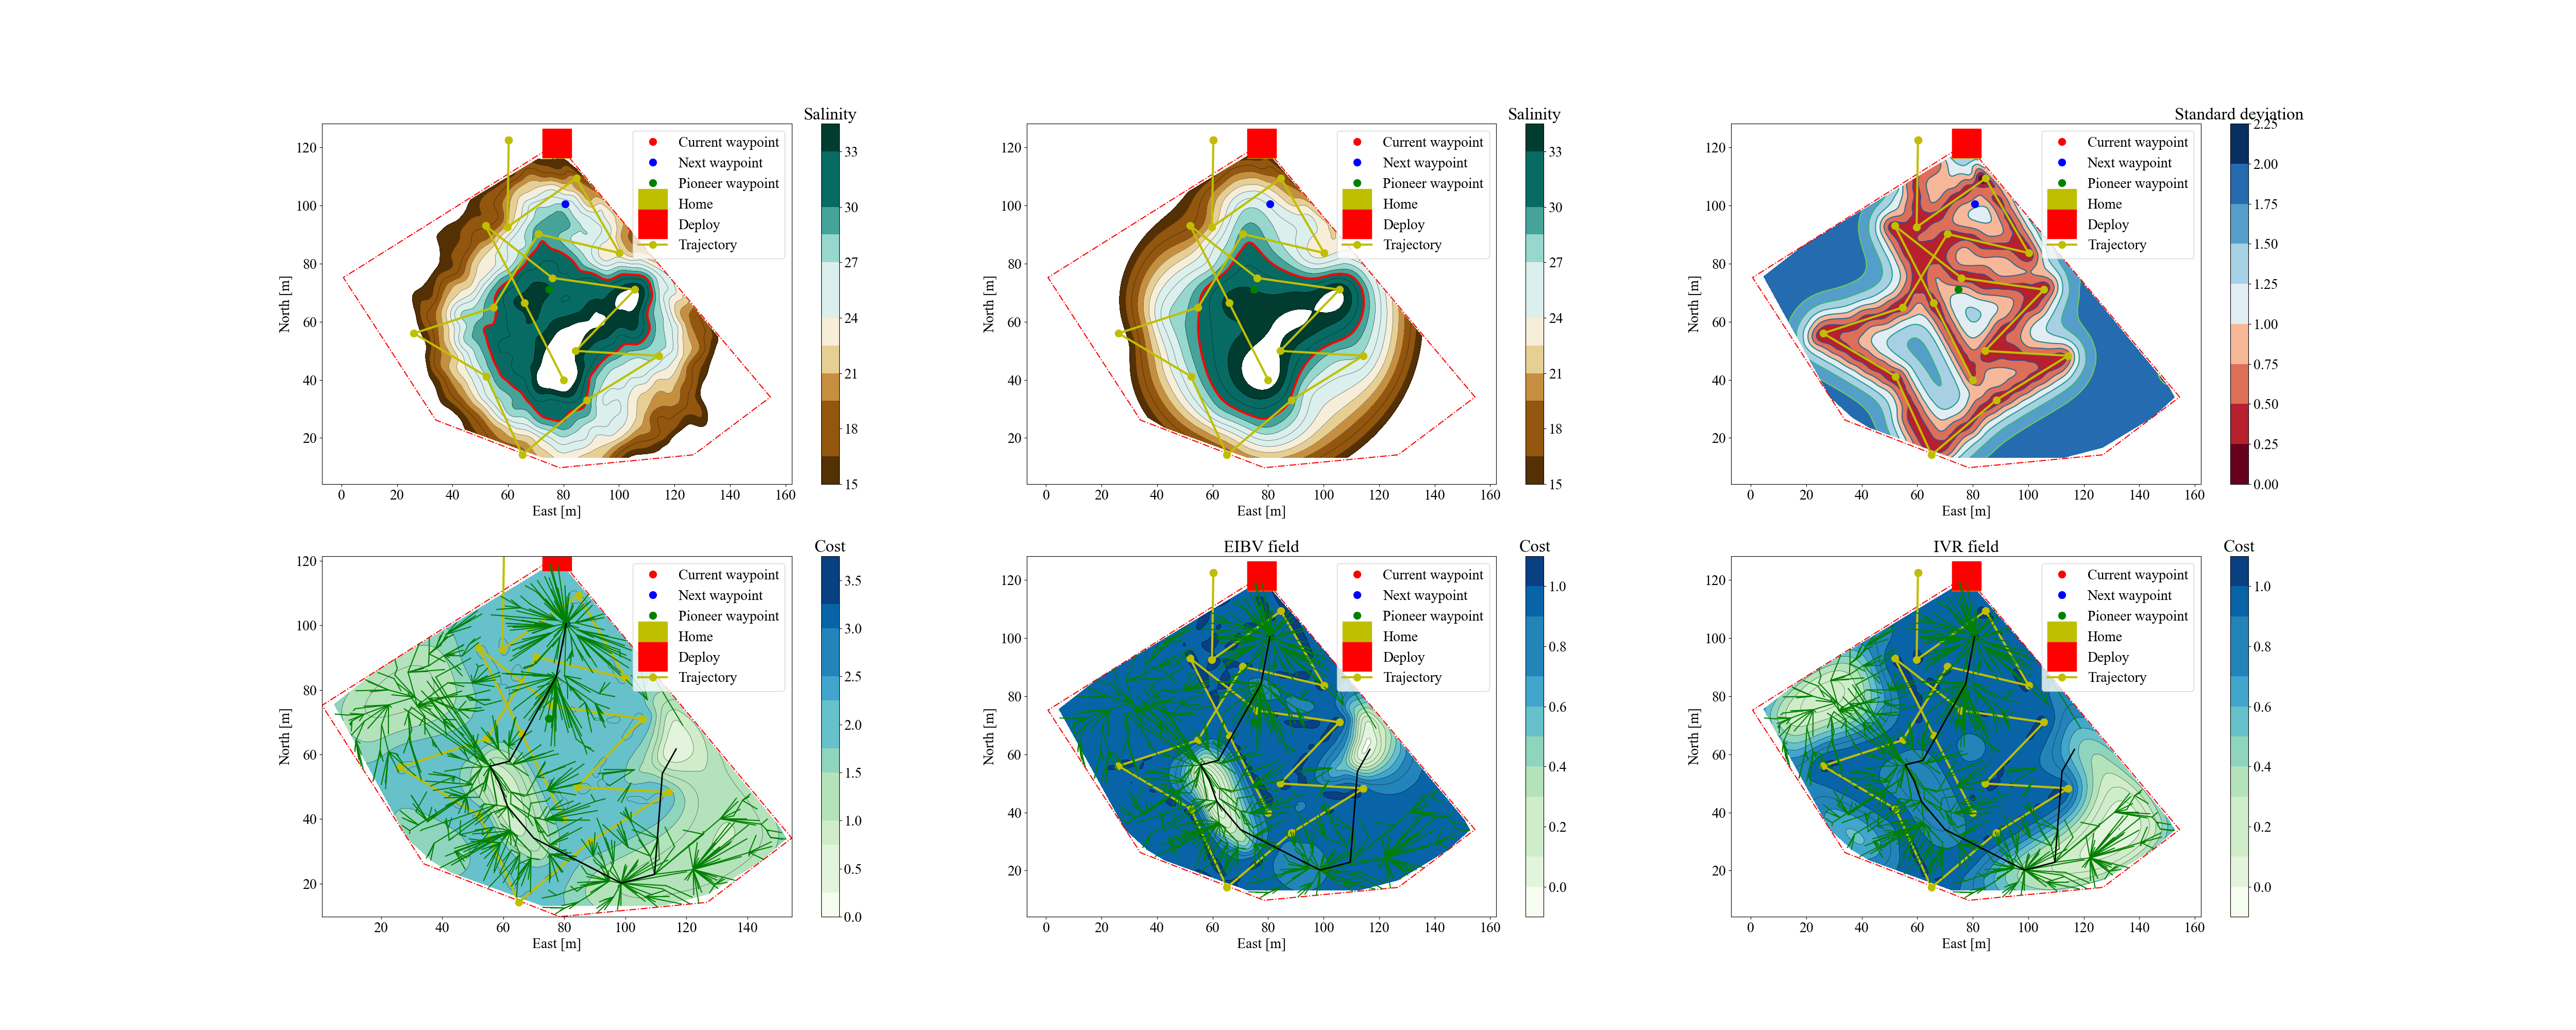 Salinity
Current waypoint
Next waypoint
Pioneer waypoint
Home
Deploy
Trajectory
120
100
80
60
40
20
North [m]
0 20 40 60 80 100 120 140 160
East [m]
33
30
27
24
21
18
15
Salinity
Current waypoint
Next waypoint
Pioneer waypoint
Home
Deploy
Trajectory
120
100
80
60
40
20
North [m]
0 20 40 60 80 100 120 140 160
East [m]
33
30
27
24
21
18
15
Standard deviation
Current waypoint
Next waypoint
Pioneer waypoint
Home
Deploy
Trajectory
120
100
80
60
40
20
North [m]
0 20 40 60 80 100 120 140 160
East [m]
2.25
2.00
1.75
1.50
1.25
1.00
0.75
0.50
0.25
0.00
Cost
Current waypoint
Next waypoint
Pioneer waypoint
Home
Deploy
Trajectory
120
100
80
60
40
20
North [m]
20 40 60 80 100 120 140
East [m]
3.5
3.0
2.5
2.0
1.5
1.0
0.5
0.0
EIBV field
Cost
Current waypoint
Next waypoint
Pioneer waypoint
Home
Deploy
Trajectory
120
100
80
60
40
20
North [m]
0 20 40 60 80 100 120 140 160
East [m]
1.0
0.8
0.6
0.4
0.2
0.0
IVR field
Cost
Current waypoint
Next waypoint
Pioneer waypoint
Home
Deploy
Trajectory
120
100
80
60
40
20
North [m]
0 20 40 60 80 100 120 140 160
East [m]
1.0
0.8
0.6
0.4
0.2
0.0